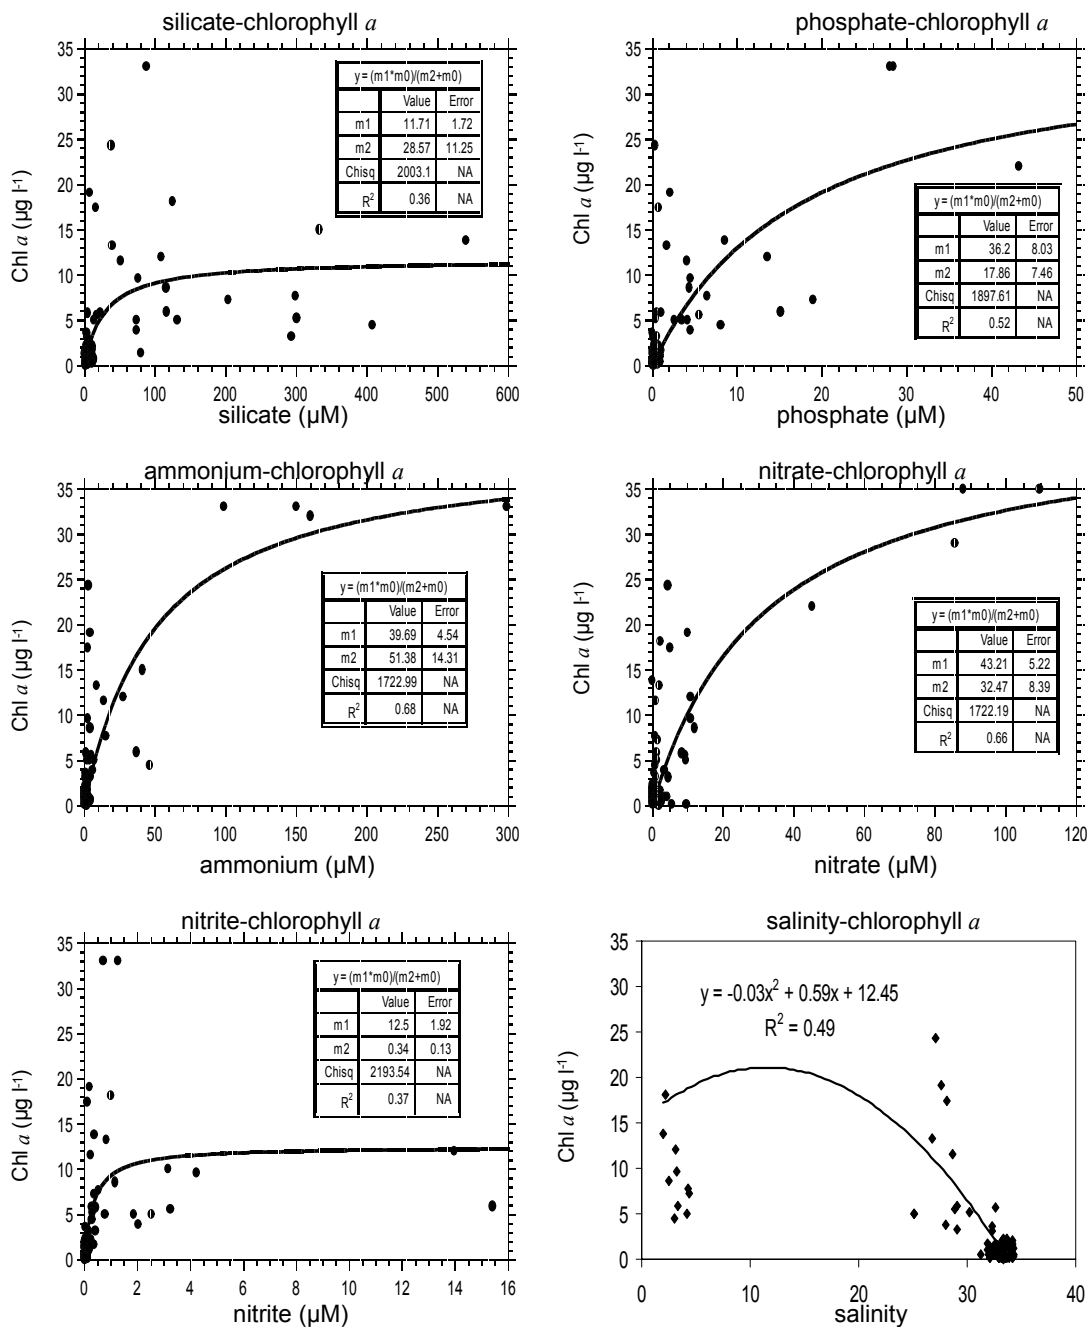 silicate-chlorophyll a
35
30
25
20
15
10
5
0
Chl a (µg l-1)
y = (m1*m0)/(m2+m0)
Value Error
m1 11.71 1.72
m2 28.57 11.25
Chisq 2003.1 NA
R2 0.36 NA
0 100 200 300 400 500 600
silicate (µM)
phosphate-chlorophyll a
35
30
25
20
15
10
5
0
Chl a (µg l-1)
y = (m1*m0)/(m2+m0)
Value Error
m1 36.2 8.03
m2 17.86 7.46
Chisq 1897.61 NA
R2 0.52 NA
0 10 20 30 40 50
phosphate (µM)
ammonium-chlorophyll a
35
30
25
20
15
10
5
0
Chl a (µg l-1)
y = (m1*m0)/(m2+m0)
Value Error
m1 39.69 4.54
m2 51.38 14.31
Chisq 1722.99 NA
R2 0.68 NA
0 50 100 150 200 250 300
ammonium (µM)
nitrate-chlorophyll a
35
30
25
20
15
10
5
0
Chl a (µg l-1)
y = (m1*m0)/(m2+m0)
Value Error
m1 43.21 5.22
m2 32.47 8.39
Chisq 1722.19 NA
R2 0.66 NA
0 20 40 60 80 100 120
nitrate (µM)
nitrite-chlorophyll a
35
30
25
20
15
10
5
0
Chl a (µg l-1)
y = (m1*m0)/(m2+m0)
Value Error
m1 12.5 1.92
m2 0.34 0.13
Chisq 2193.54 NA
R2 0.37 NA
0 2 4 6 8 10 12 14 16
nitrite (µM)
salinity-chlorophyll a
35
30
25
20
15
10
5
0
Chl a (µg l-1)
y = -0.03x2 + 0.59x + 12.45
R2 = 0.49
0 10 20 30 40
salinity